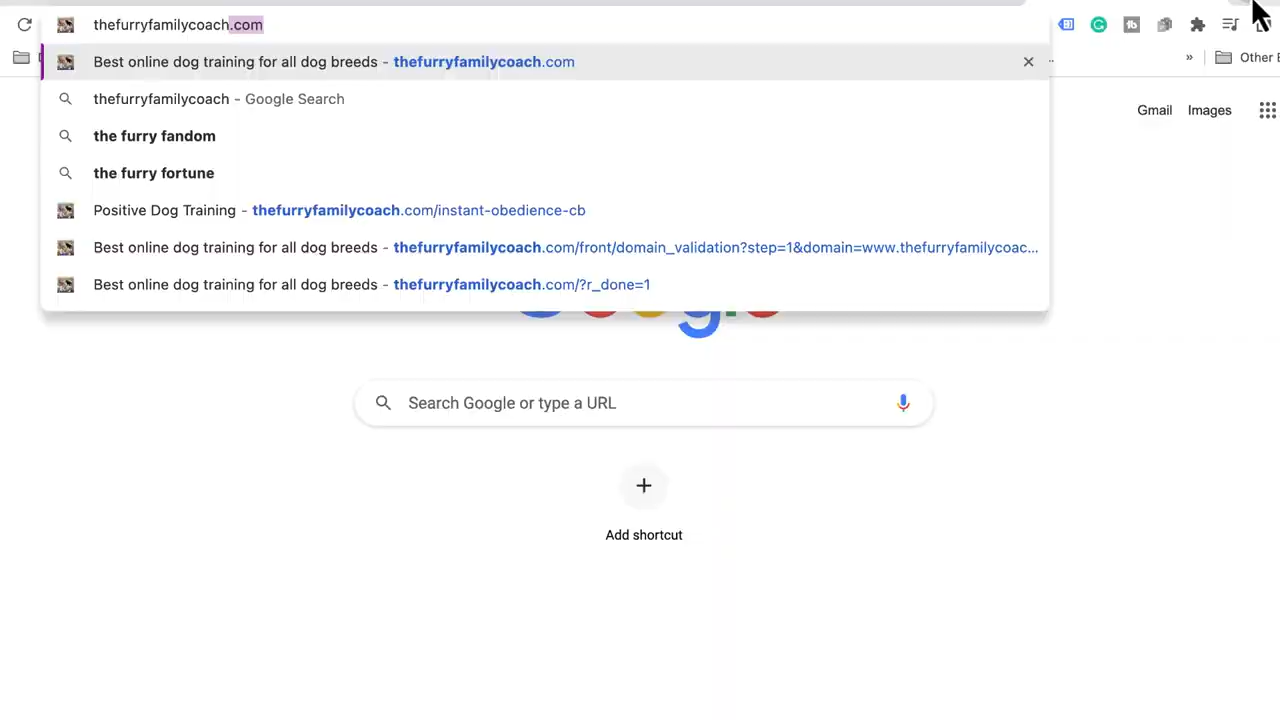 thefurryfamilycoach.com
Best online dog training for all dog breeds - thefurryfamilycoach.com
thefurryfamilycoach - Google Search
the furry fandom
the furry fortune
Positive Dog Training - thefurryfamilycoach.com/instant-obedience-cb
Best online dog training for all dog breeds - thefurryfamilycoach.com/front/domain_validation?step=1&domain=www.thefurryfamilycoac...
Best online dog training for all dog breeds - thefurryfamilycoach.com/?r_done=1
» Other
Gmail Images
Search Google or type a URL
Add shortcut